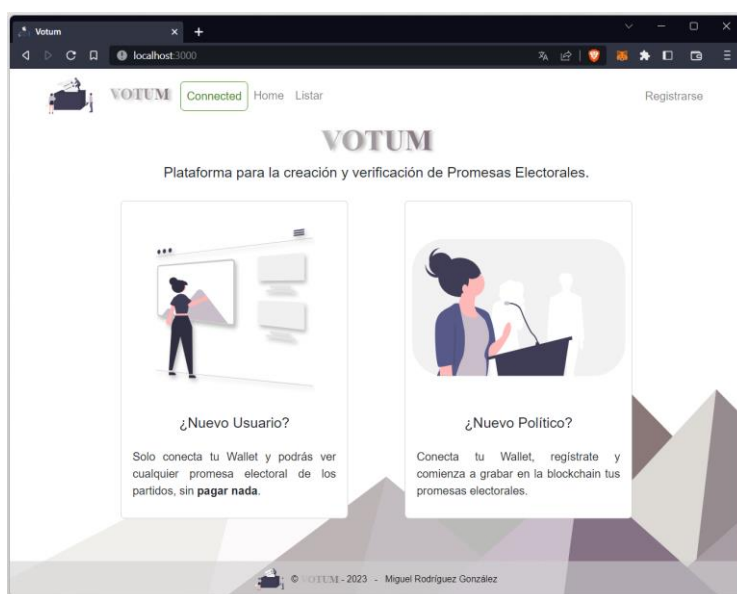 Votum
localhost:3000
VOTUM Connected Home Listar Registrarse
VOTUM
Plataforma para la creación y verificación de Promesas Electorales.
¿Nuevo Usuario?
Solo conecta tu Wallet y podrás ver
cualquier promesa electoral de los
partidos, sin pagar nada.
¿Nuevo Político?
Conecta tu Wallet, regístrate y
comienza a grabar en la blockchain tus
promesas electorales.
© VOTUM - 2023 - Miguel Rodríguez González